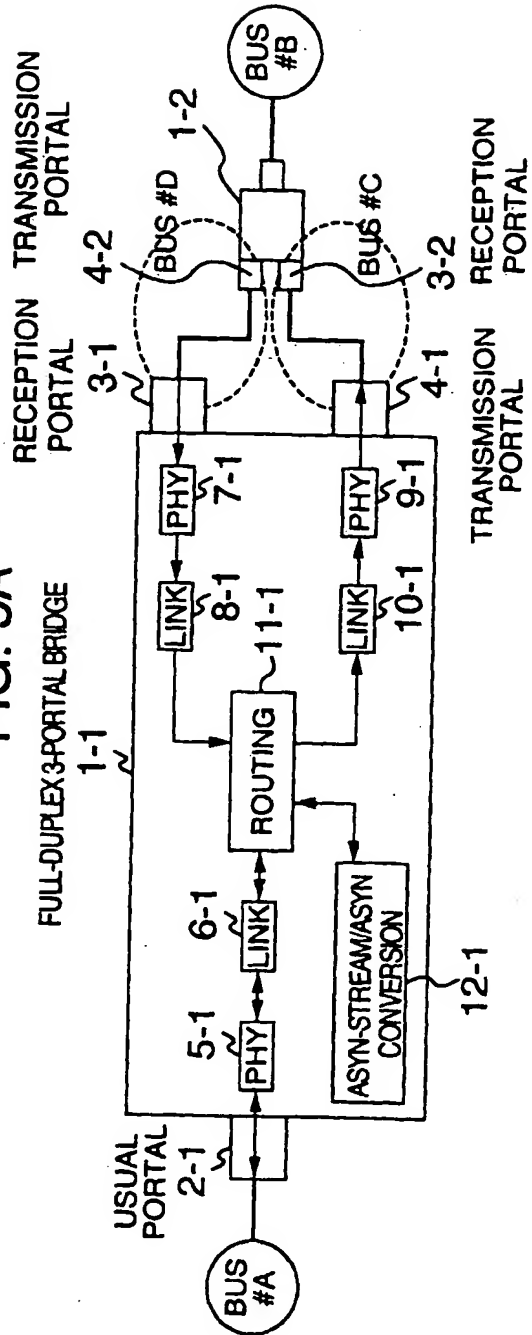 FIG. 3A
FULL-DUPLEX 3-PORTAL BRIDGE
1-1
RECEPTION
PORTAL
3-1
TRANSMISSION
PORTAL
4-2
BUS #D
1-2
BUS
#B
BUS #C
3-2
RECEPTION
PORTAL
4-1
TRANSMISSION
PORTAL
PHY
7-1
LINK
8-1
ROUTING
11-1
PHY
9-1
LINK
10-1
LINK
6-1
PHY
5-1
ASYN-STREAM/ASYN
CONVERSION
12-1
USUAL
PORTAL
2-1
BUS
#A